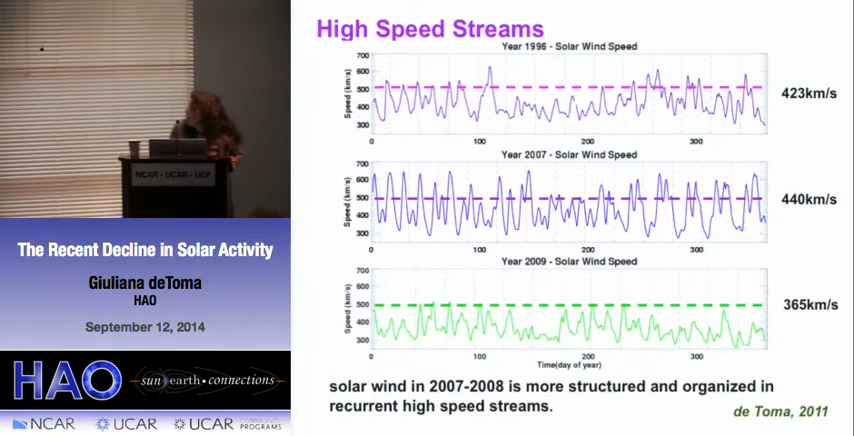 High Speed Streams
Year 1996 - Solar Wind Speed
Speed (km/s)
700
600
500
400
300
0
100
200
300
423km/s
Year 2007 - Solar Wind Speed
Speed (km/s)
700
600
500
400
300
0
100
200
300
440km/s
Year 2009 - Solar Wind Speed
Speed (km/s)
700
600
500
400
300
0
100
200
300
Time(day of year)
365km/s
solar wind in 2007-2008 is more structured and organized in
recurrent high speed streams.
de Toma, 2011
NCAR • UCAR • UCP
The Recent Decline in Solar Activity
Giuliana deToma
HAO
September 12, 2014
HAO
sun•earth•connections
NCAR
UCAR
UCAR COMMUNITY
PROGRAMS